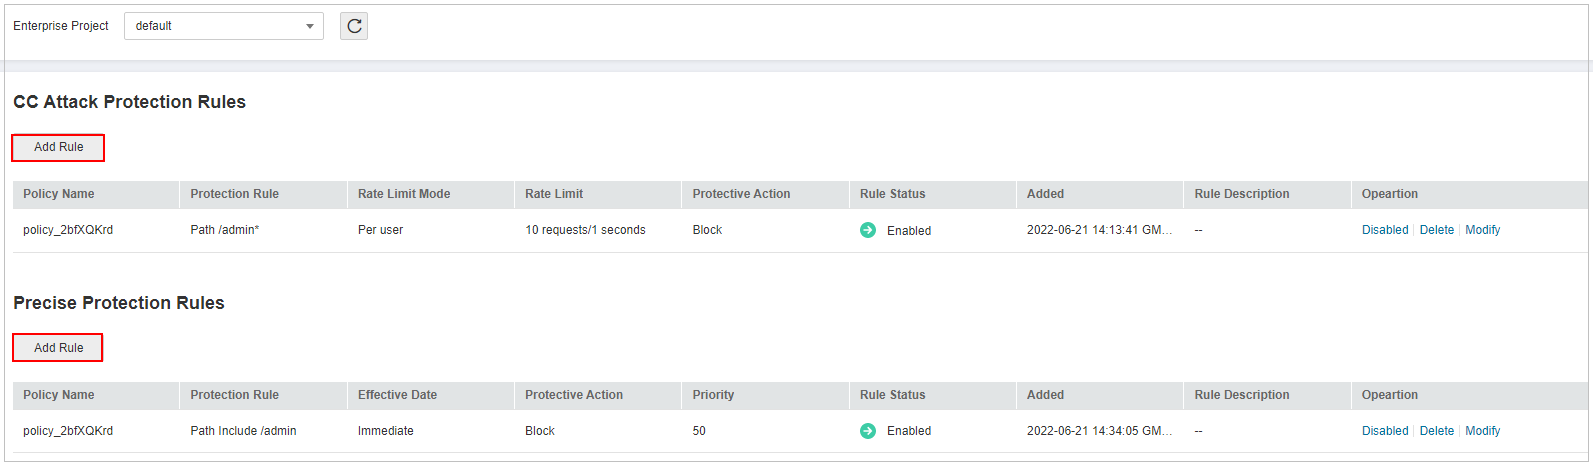 Enterprise Project default
CC Attack Protection Rules
Add Rule
Policy Name Protection Rule Rate Limit Mode Rate Limit Protective Action Rule Status Added Rule Description Opeartion
policy_2bfXQKrd Path /admin* Per user 10 requests/1 seconds Block Enabled 2022-06-21 14:13:41 GM... -- Disabled Delete Modify
Precise Protection Rules
Add Rule
Policy Name Protection Rule Effective Date Protective Action Priority Rule Status Added Rule Description Opeartion
policy_2bfXQKrd Path Include /admin Immediate Block 50 Enabled 2022-06-21 14:34:05 GM... -- Disabled Delete Modify